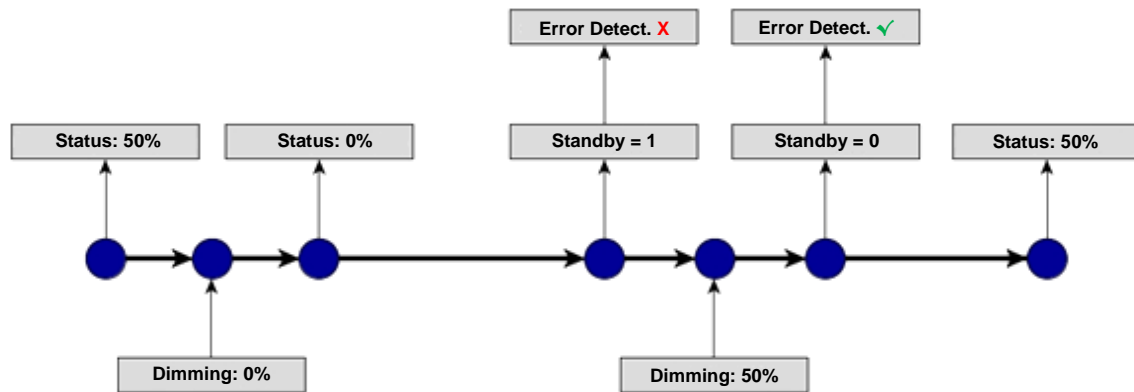 Error Detect. X
Error Detect. ✓
Status: 50%
Status: 0%
Standby = 1
Standby = 0
Status: 50%
Dimming: 0%
Dimming: 50%